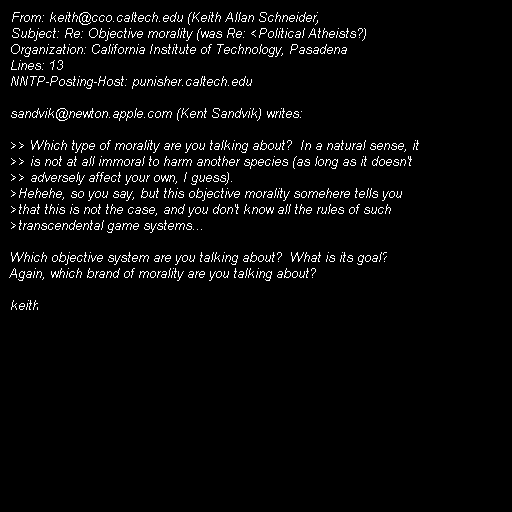 From: keith@cco.caltech.edu (Keith Allan Schneider,
Subject: Re: Objective morality (was Re: <Political Atheists?)
Organization: California Institute of Technology, Pasadena
Lines: 13
NNTP-Posting-Host: punisher.caltech.edu

sandvik@newton.apple.com (Kent Sandvik) writes:

>> Which type of morality are you talking about?  In a natural sense, it
>> is not at all immoral to harm another species (as long as it doesn't
>> adversely affect your own, I guess).
>Hehehe, so you say, but this objective morality somehere tells you
>that this is not the case, and you don't know all the rules of such
>transcendental game systems...

Which objective system are you talking about?  What is its goal?
Again, which brand of morality are you talking about?

keith